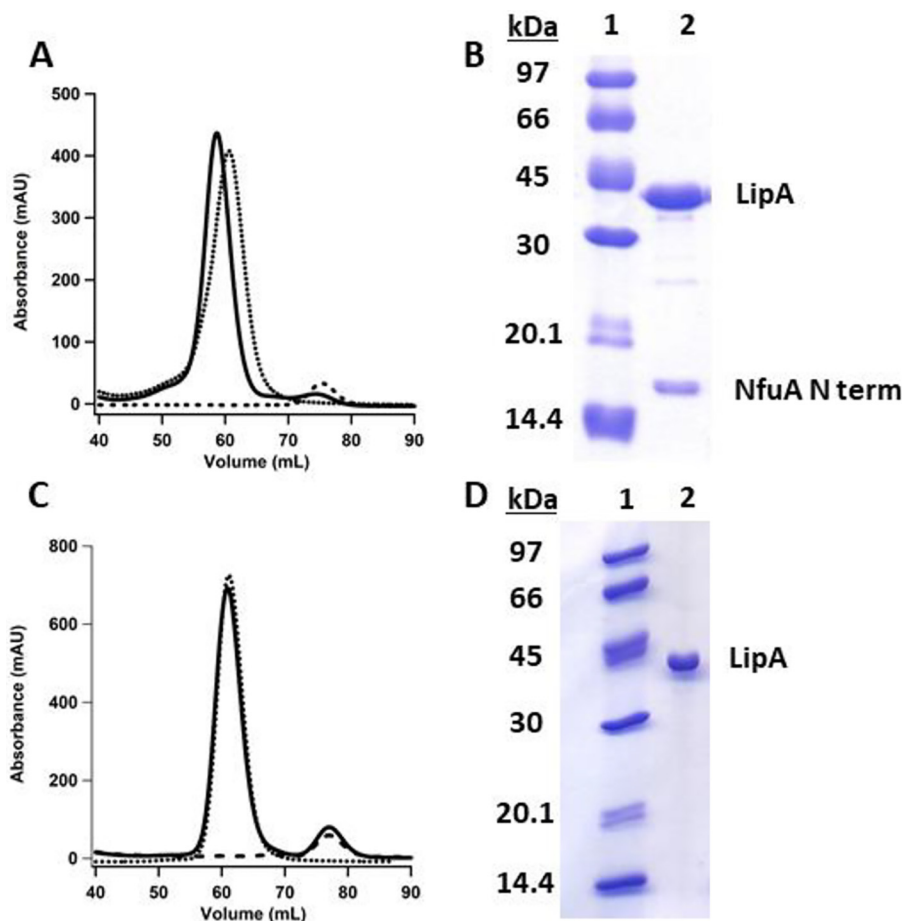 A
Absorbance (mAU)
500
400
300
200
100
0
40 50 60 70 80 90
Volume (mL)
B
kDa 1 2
97
66
45
30
20.1
14.4
LipA
NfuA N term
C
Absorbance (mAU)
800
600
400
200
0
40 50 60 70 80 90
Volume (mL)
D
kDa 1 2
97
66
45
30
20.1
14.4
LipA